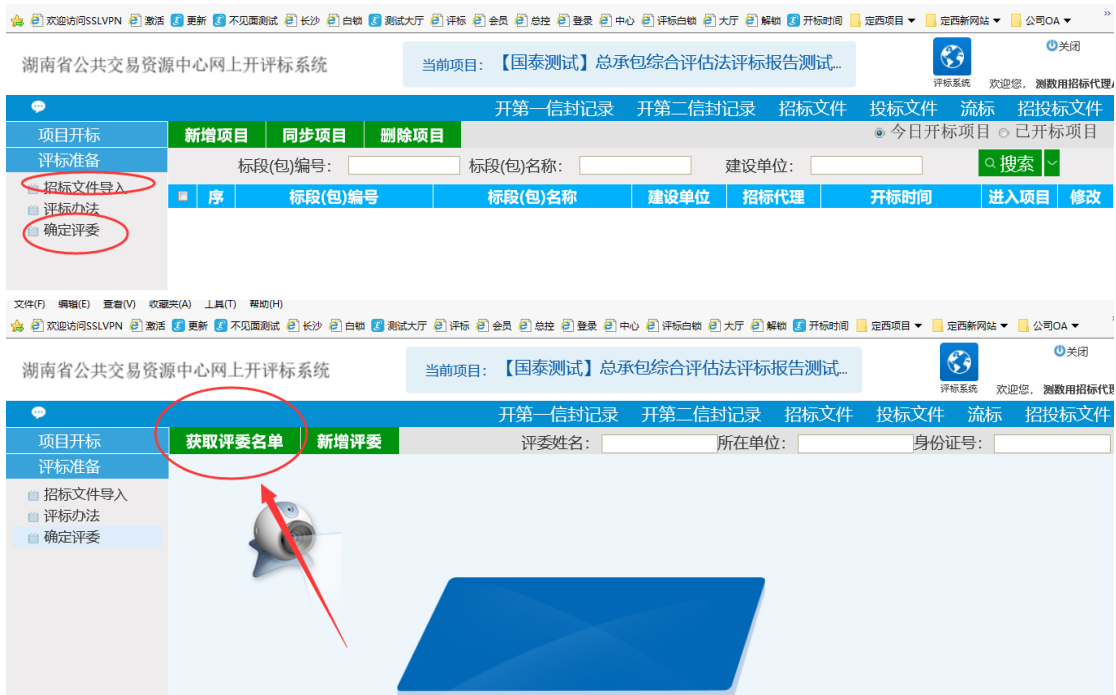 欢迎访问SSLVPN 激活 更新 不见面测试 长沙 白锁 测试大厅 评标 会员 总控 登录 中心 评标白锁 大厅 解锁 开标时间 定西项目 定西新网站 公司OA »
湖南省公共交易资源中心网上开评标系统 当前项目: 【国泰测试】总承包综合评估法评标报告测试... 关闭
评标系统 欢迎您, 测数用招标代理
开第一信封记录 开第二信封记录 招标文件 投标文件 流标 招投标文件
项目开标 新增项目 同步项目 删除项目 今日开标项目 已开标项目
评标准备 标段(包)编号: 标段(包)名称: 建设单位: 搜索
招标文件导入 序 标段(包)编号 标段(包)名称 建设单位 招标代理 开标时间 进入项目 修改
评标办法
确定评委
文件(F) 编辑(E) 查看(V) 收藏夹(A) 工具(T) 帮助(H)
欢迎访问SSLVPN 激活 更新 不见面测试 长沙 白锁 测试大厅 评标 会员 总控 登录 中心 评标白锁 大厅 解锁 开标时间 定西项目 定西新网站 公司OA
湖南省公共交易资源中心网上开评标系统 当前项目: 【国泰测试】总承包综合评估法评标报告测试... 关闭
评标系统 欢迎您, 测数用招标代理
开第一信封记录 开第二信封记录 招标文件 投标文件 流标 招投标文件
项目开标 获取评委名单 新增评委 评委姓名: 所在单位: 身份证号:
评标准备
招标文件导入
评标办法
确定评委